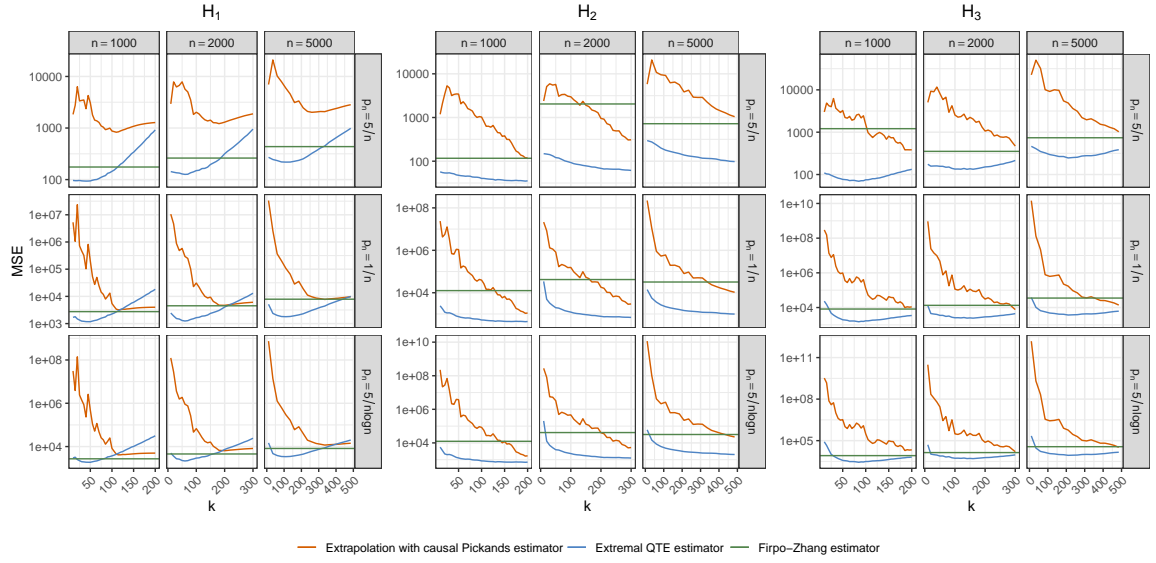 H1 H2 H3
n = 1000 n = 2000 n = 5000 n = 1000 n = 2000 n = 5000 n = 1000 n = 2000 n = 5000
10000
1000
100
pn = 5/n
10000
1000
100
pn = 5/n
10000
1000
100
pn = 5/n
MSE
1e+07
1e+06
1e+05
1e+04
1e+03
pn = 1/n
1e+08
1e+06
1e+04
pn = 1/n
1e+10
1e+08
1e+06
1e+04
pn = 1/n
1e+08
1e+06
1e+04
pn = 5/nlogn
1e+10
1e+08
1e+06
1e+04
pn = 5/nlogn
1e+11
1e+08
1e+05
pn = 5/nlogn
50 100 150 200 0 100 200 300 0 100 200 300 400 500
50 100 150 200 0 100 200 300 0 100 200 300 400 500
50 100 150 200 0 100 200 300 0 100 200 300 400 500
k k k
Extrapolation with causal Pickands estimator Extremal QTE estimator Firpo−Zhang estimator